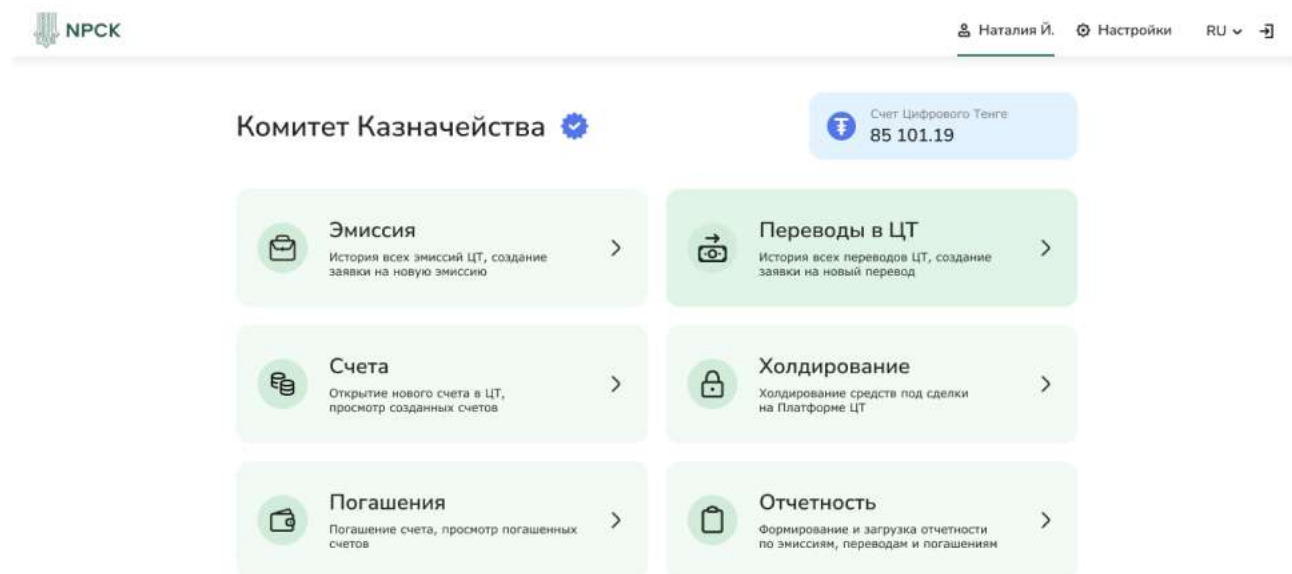 NPCK
Наталия Й.
Настройки
RU
Комитет Казначейства
Счет Цифрового Тенге
85 101.19
Эмиссия
История всех эмиссий ЦТ, создание
заявки на новую эмиссию
Переводы в ЦТ
История всех переводов ЦТ, создание
заявки на новый перевод
Счета
Открытие нового счета в ЦТ,
просмотр созданных счетов
Холдирование
Холдирование средств под сделки
на Платформе ЦТ
Погашения
Погашение счета, просмотр погашенных
счетов
Отчетность
Формирование и загрузка отчетности
по эмиссиям, переводам и погашениям